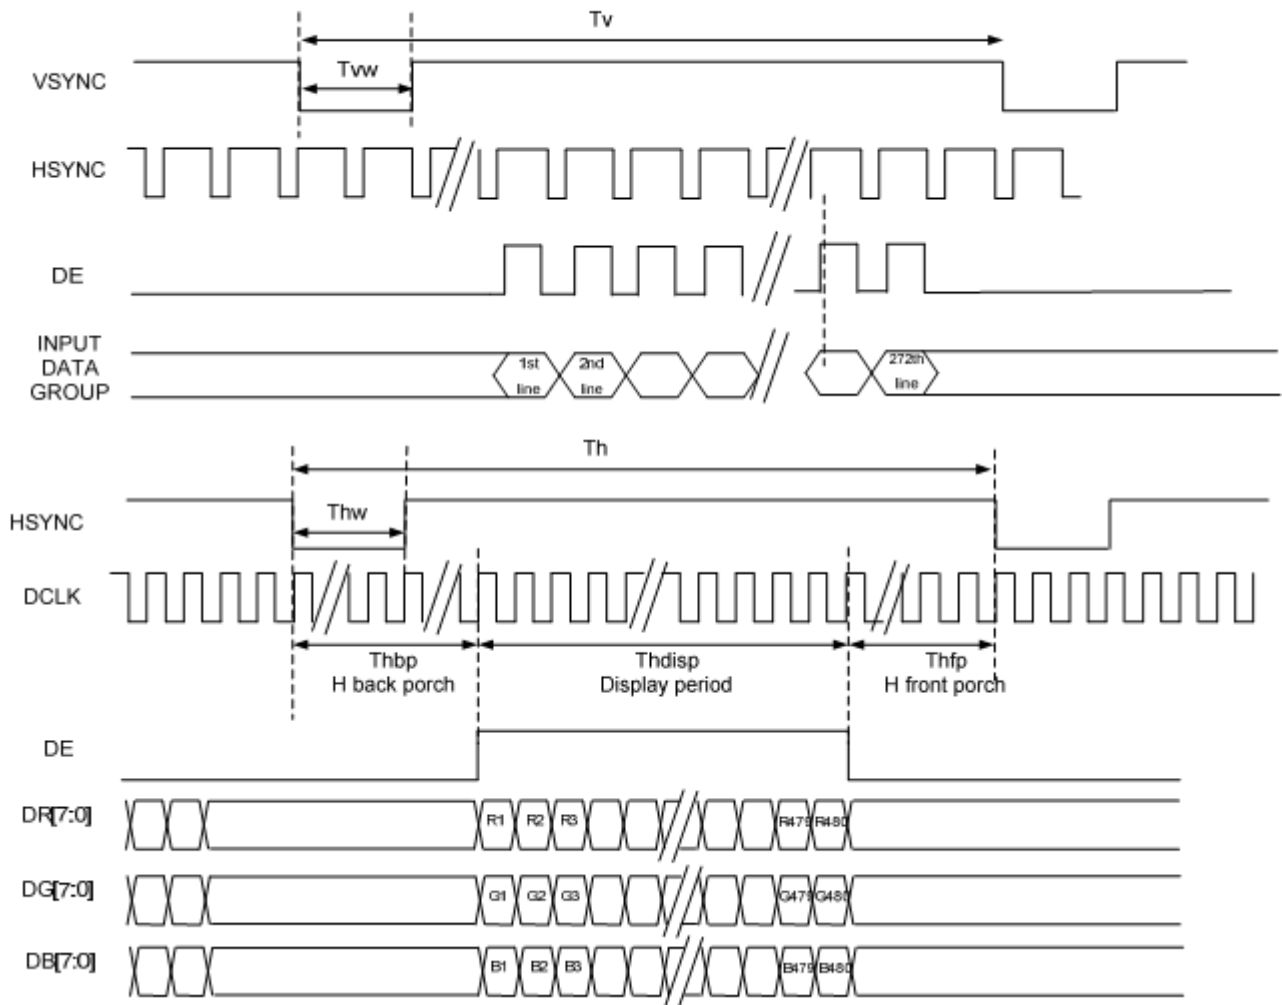 Tv
VSYNC
Tvw
HSYNC
DE
INPUT
DATA
GROUP
1st
line
2nd
line
272th
line
Th
HSYNC
Thw
DCLK
Thbp
H back porch
Thdisp
Display period
Thfp
H front porch
DE
DR[7:0]
R1 R2 R3 R479 R480
DG[7:0]
G1 G2 G3 G479 G480
DB[7:0]
B1 B2 B3 B479 B480